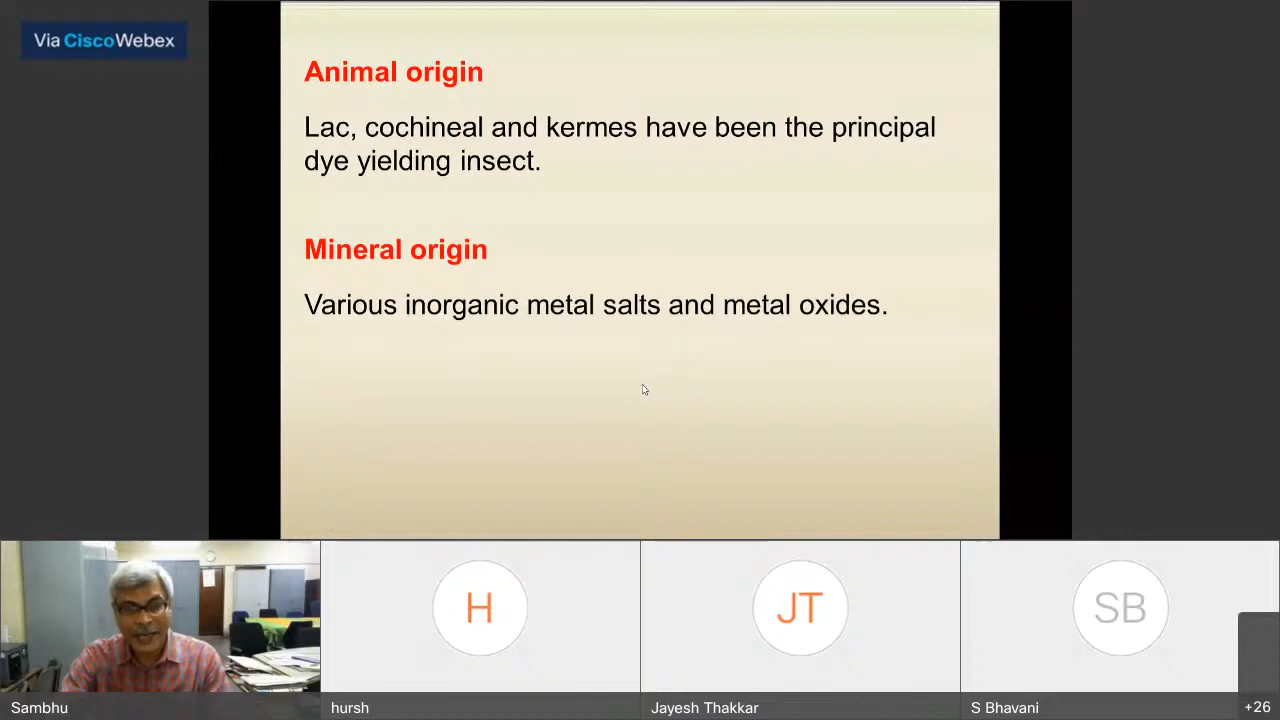 Via CiscoWebex
Animal origin
Lac, cochineal and kermes have been the principal
dye yielding insect.
Mineral origin
Various inorganic metal salts and metal oxides.
H
JT
SB
Sambhu
hursh
Jayesh Thakkar
S Bhavani
+26